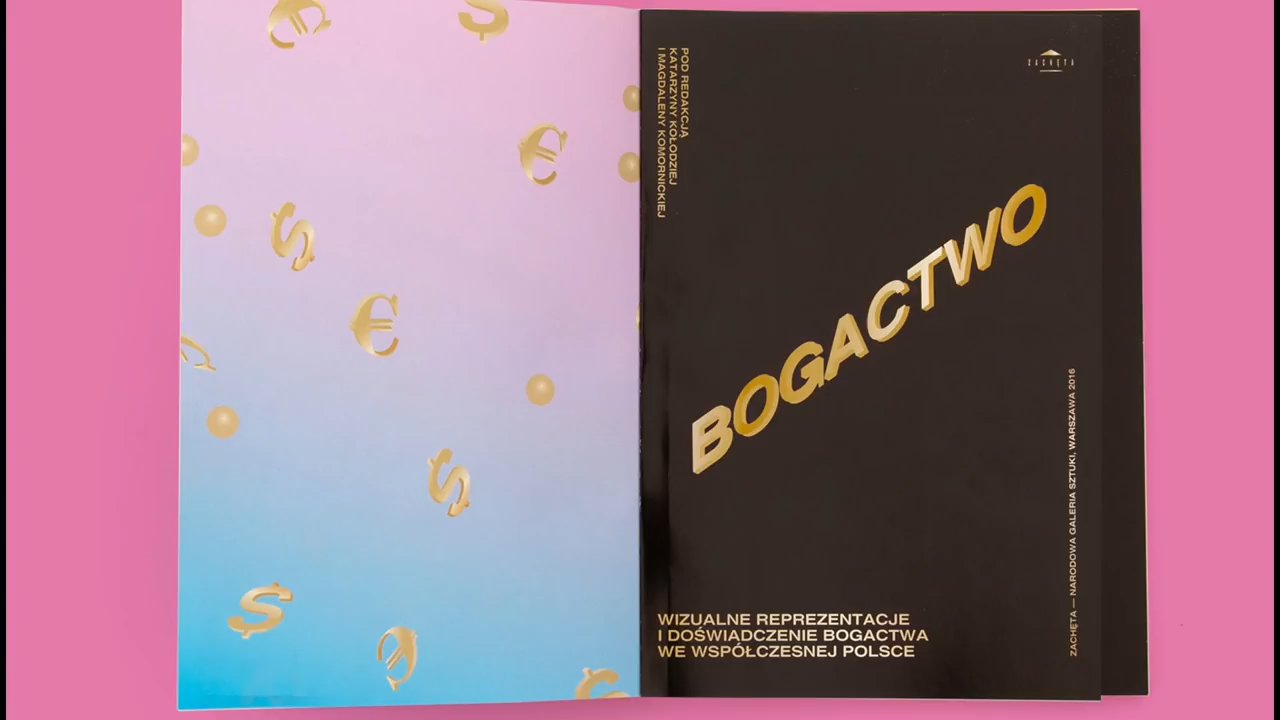 POD REDAKCJĄ
KATARZYNY KOŁODZIEJ
I MAGDALENY KOMORNICKIEJ
ZACHĘTA
BOGACTWO
ZACHĘTA — NARODOWA GALERIA SZTUKI, WARSZAWA 2016
WIZUALNE REPREZENTACJE
I DOŚWIADCZENIE BOGACTWA
WE WSPÓŁCZESNEJ POLSCE